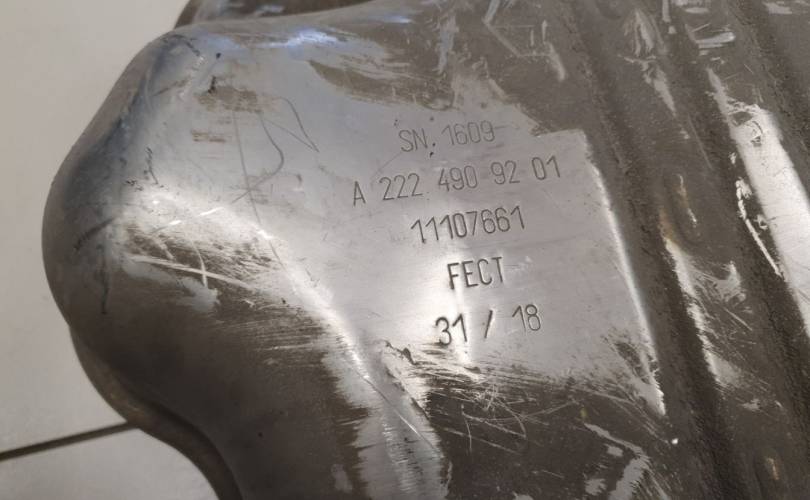 SN. 1609
A 222 490 92 01
11107661
FECT
31 / 18